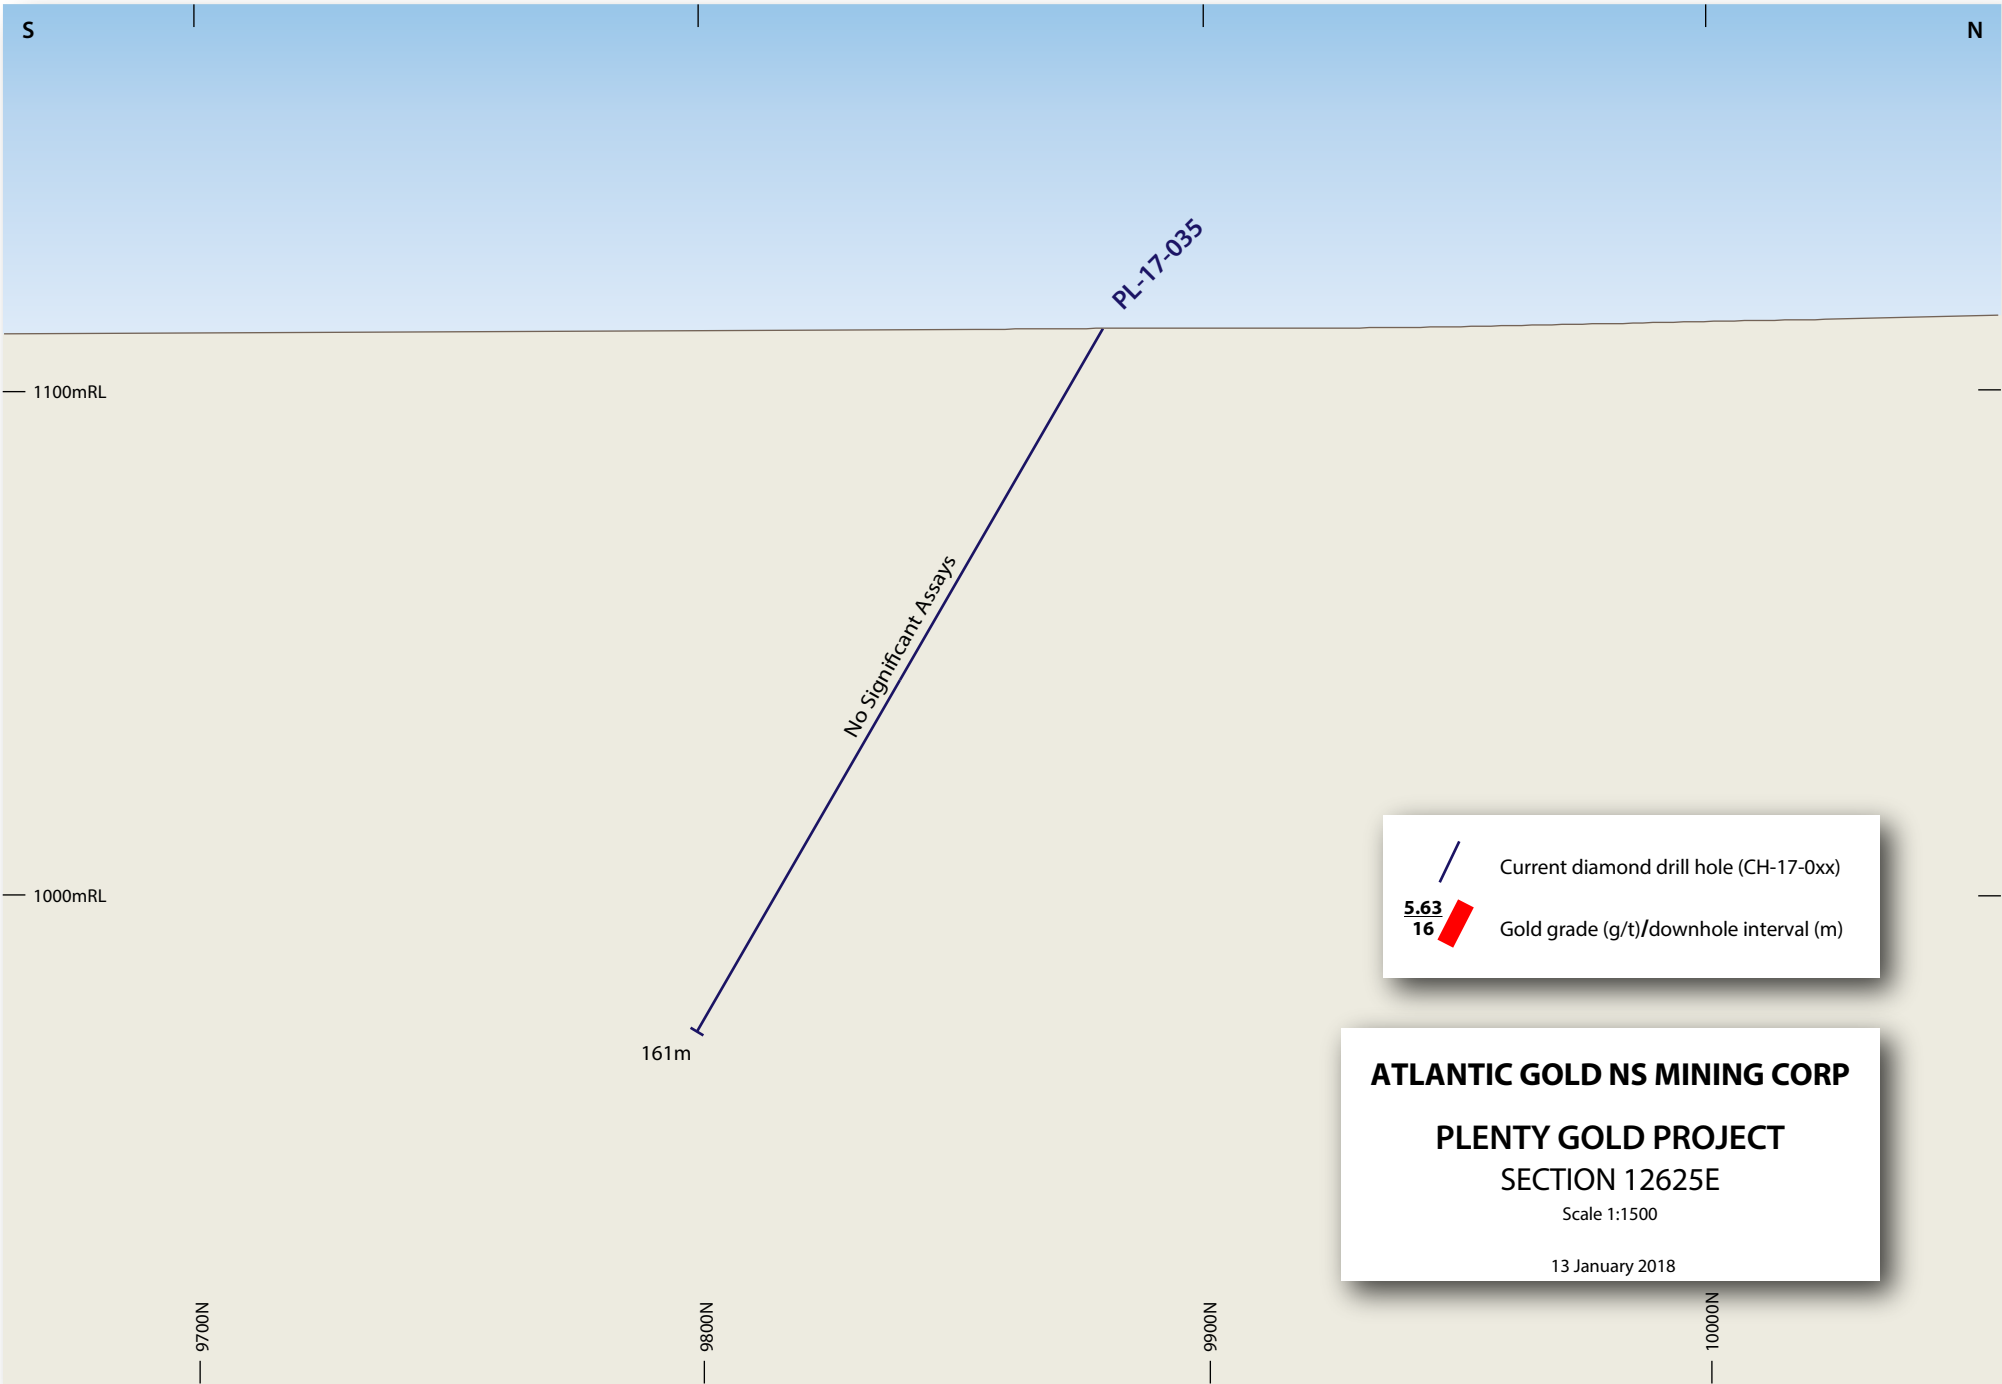 S
N
PL-17-035
1100mRL
No Significant Assays
1000mRL
161m
Current diamond drill hole (CH-17-0xx)
5.63
16
Gold grade (g/t)/downhole interval (m)
ATLANTIC GOLD NS MINING CORP
PLENTY GOLD PROJECT
SECTION 12625E
Scale 1:1500
13 January 2018
9700N
9800N
9900N
10000N